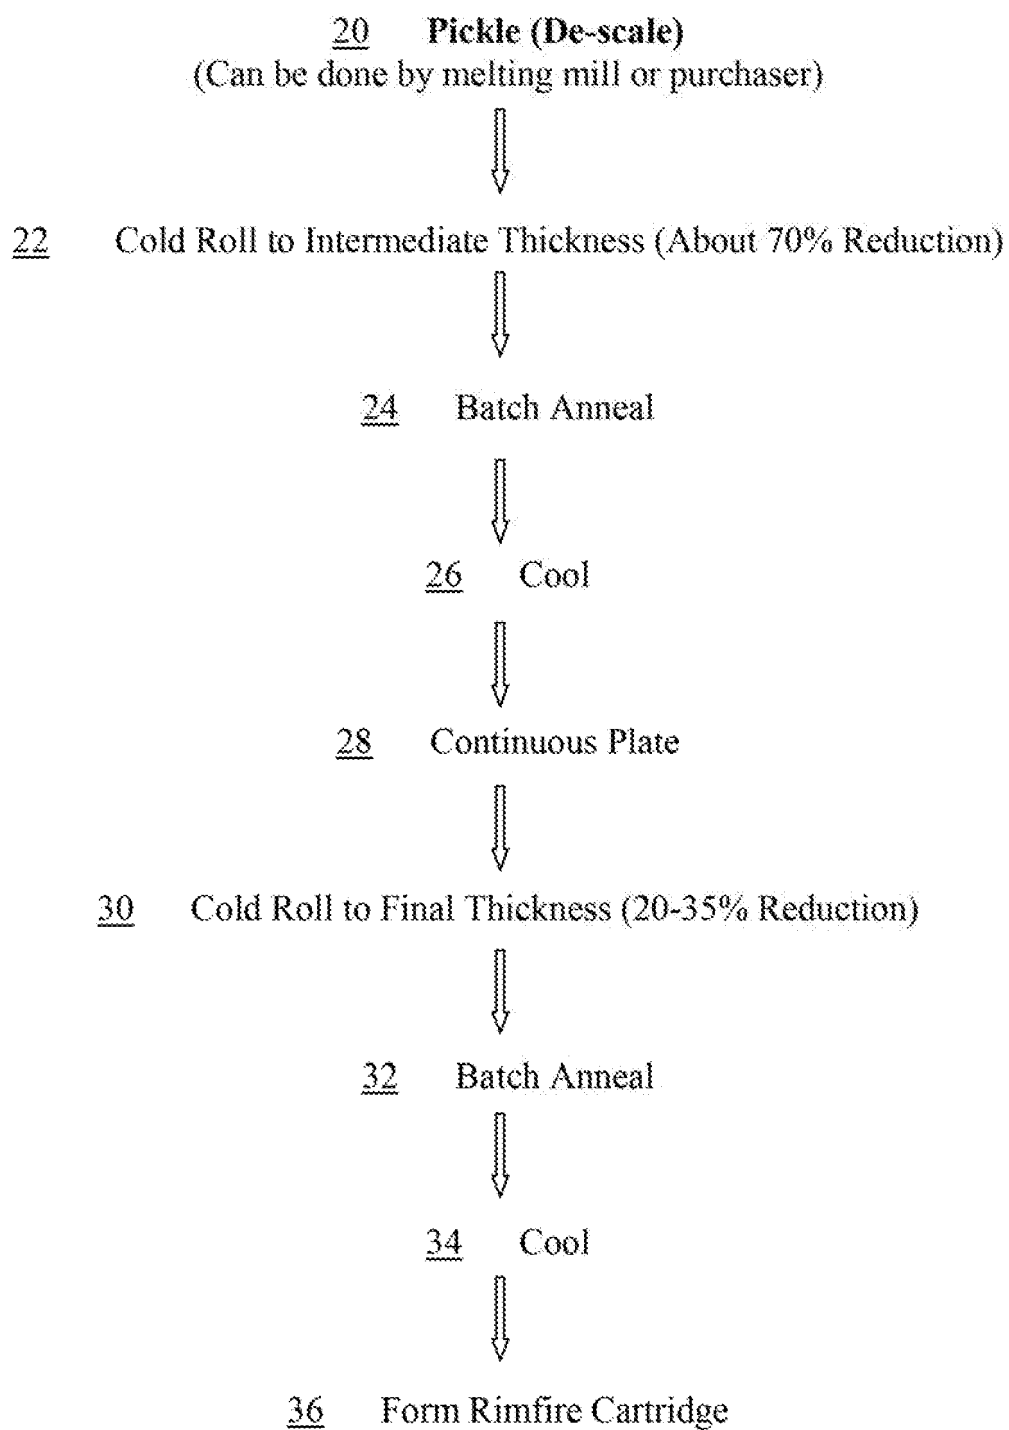 20 Pickle (De-scale)
(Can be done by melting mill or purchaser)
22 Cold Roll to Intermediate Thickness (About 70% Reduction)
24 Batch Anneal
26 Cool
28 Continuous Plate
30 Cold Roll to Final Thickness (20-35% Reduction)
32 Batch Anneal
34 Cool
36 Form Rimfire Cartridge